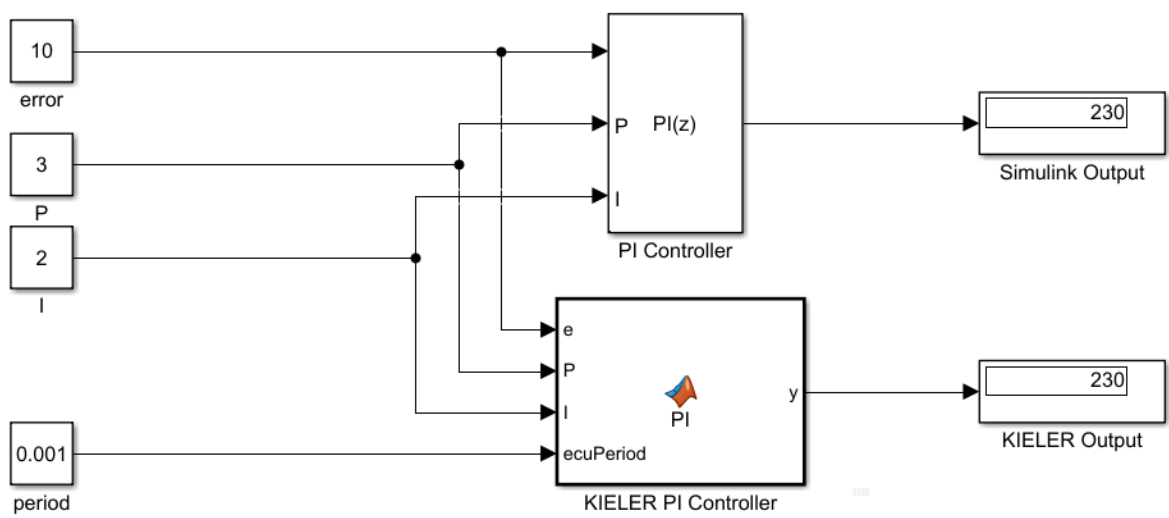 10
error
3
P
2
I
P
I
PI(z)
PI Controller
230
Simulink Output
e
P
I
ecuPeriod
PI
y
KIELER PI Controller
230
KIELER Output
0.001
period